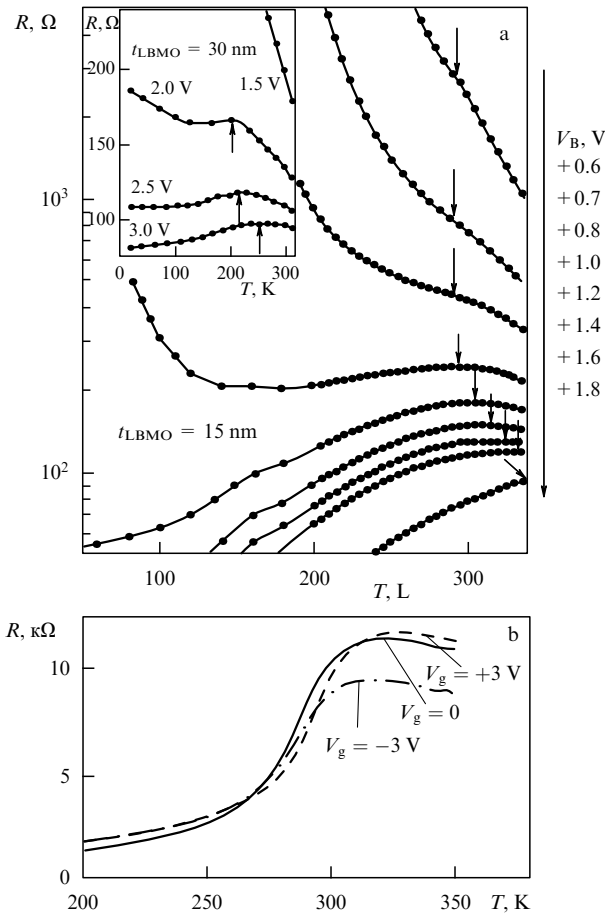 R, Ω
R, Ω
a
t_LBMO = 30 nm
200
2.0 V
1.5 V
150
2.5 V
100
3.0 V
0
100
200
300
T, K
10^3
10^2
V_B, V
+0.6
+0.7
+0.8
+1.0
+1.2
+1.4
+1.6
+1.8
t_LBMO = 15 nm
100
200
300
T, L
R, кΩ
b
10
5
0
V_g = +3 V
V_g = 0
V_g = −3 V
200
250
300
350
T, K